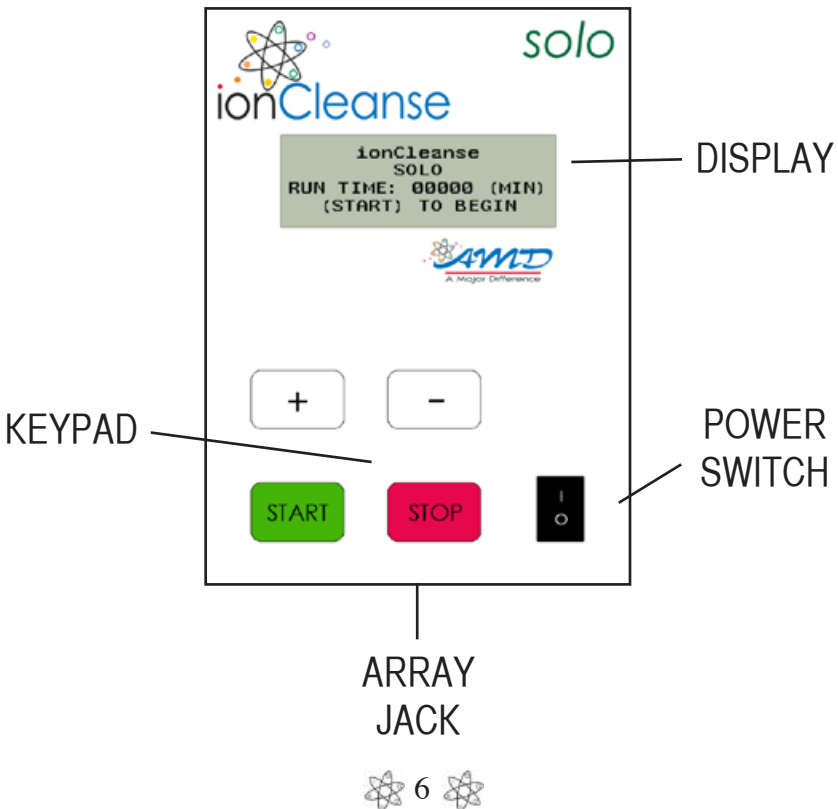 solo
ionCleanse
ionCleanse
SOLO
RUN TIME: 00000 (MIN)
(START) TO BEGIN
DISPLAY
AMD
A Major Difference
+ -
KEYPAD
POWER
SWITCH
START STOP
I
O
ARRAY
JACK
6